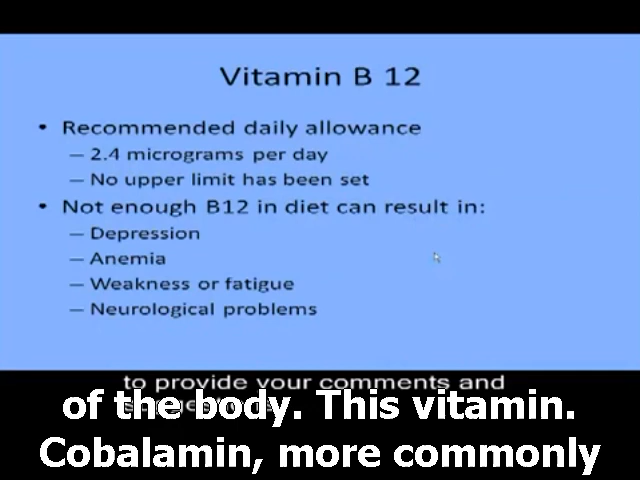 Vitamin B 12
• Recommended daily allowance
– 2.4 micrograms per day
– No upper limit has been set
• Not enough B12 in diet can result in:
– Depression
– Anemia
– Weakness or fatigue
– Neurological problems
to provide your comments and
of the body. This vitamin.
Cobalamin, more commonly